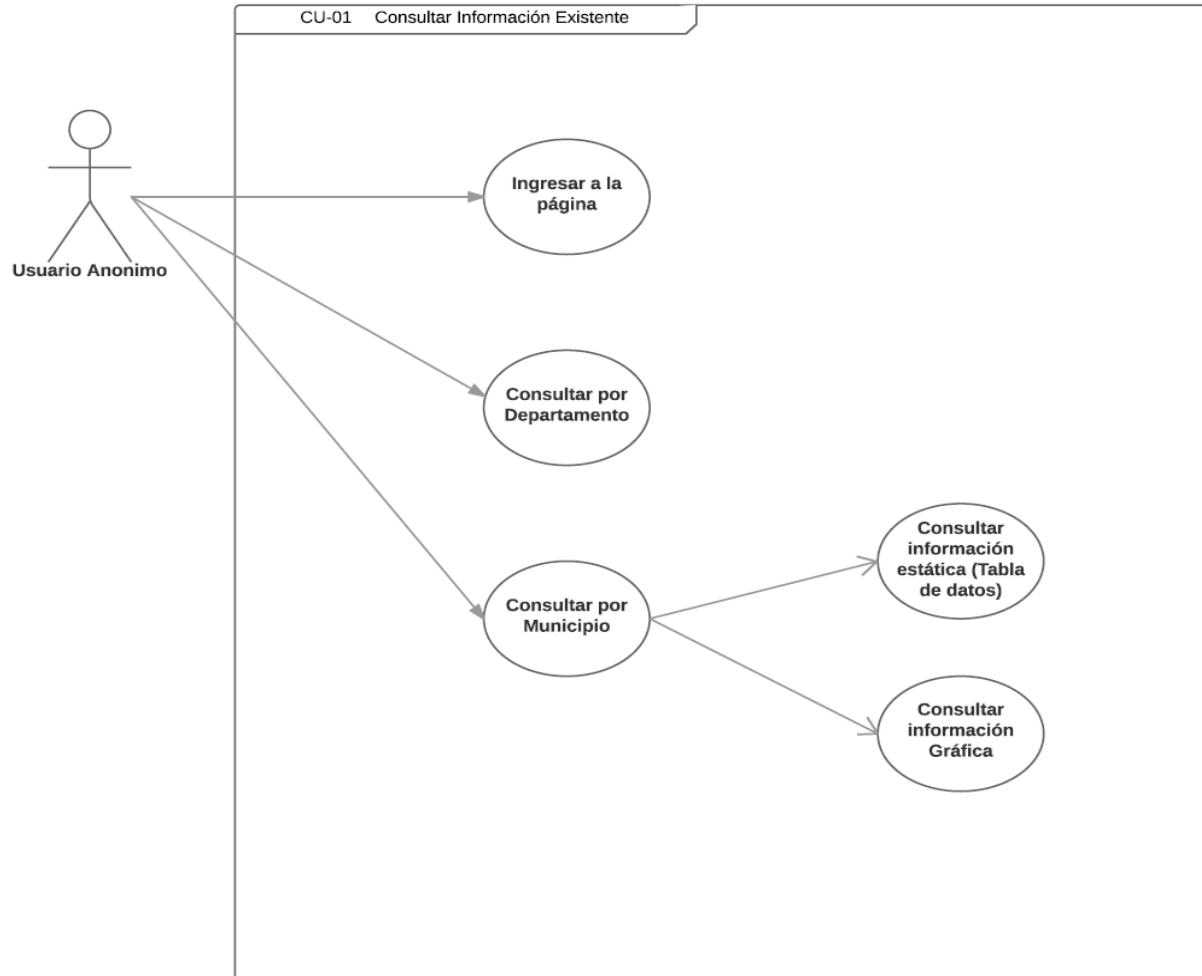 CU-01 Consultar Información Existente
Usuario Anonimo
Ingresar a la
página
Consultar por
Departamento
Consultar por
Municipio
Consultar
información
estática (Tabla
de datos)
Consultar
información
Gráfica